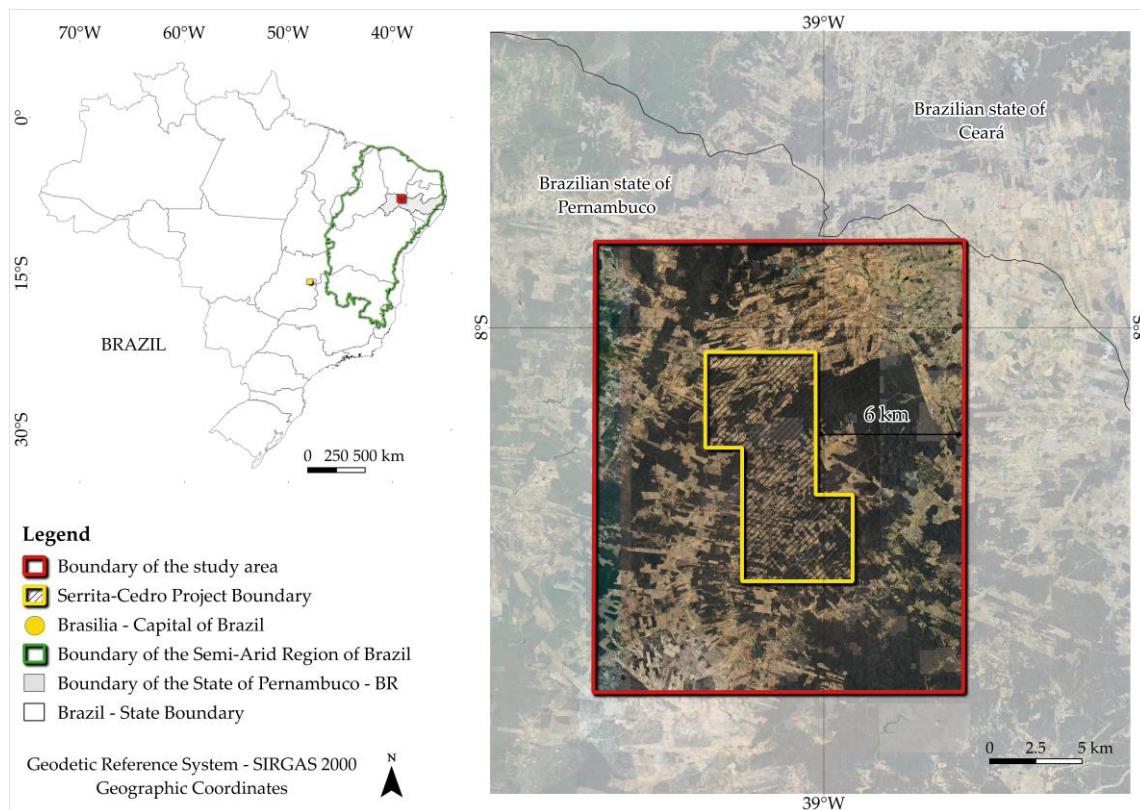 70°W
60°W
50°W
40°W
0°
15°S
30°S
BRAZIL
0 250 500 km
39°W
Brazilian state of
Ceará
Brazilian state of
Pernambuco
8°S
8°S
6 km
0 2.5 5 km
39°W
Legend
Boundary of the study area
Serrita-Cedro Project Boundary
Brasilia - Capital of Brazil
Boundary of the Semi-Arid Region of Brazil
Boundary of the State of Pernambuco - BR
Brazil - State Boundary
Geodetic Reference System - SIRGAS 2000
Geographic Coordinates
N